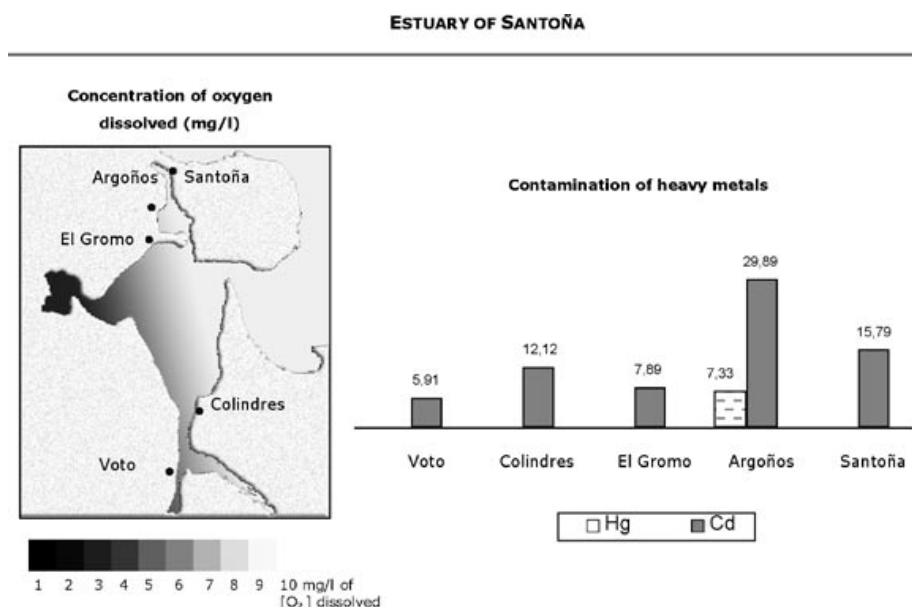 ESTUARY OF SANTOÑA
Concentration of oxygen
dissolved (mg/l)
Argoños
Santoña
El Gromo
Colindres
Voto
1 2 3 4 5 6 7 8 9 10 mg/l of
[O₂] dissolved
Contamination of heavy metals
5,91
12,12
7,89
7,33
29,89
15,79
Voto Colindres El Gromo Argoños Santoña
Hg Cd